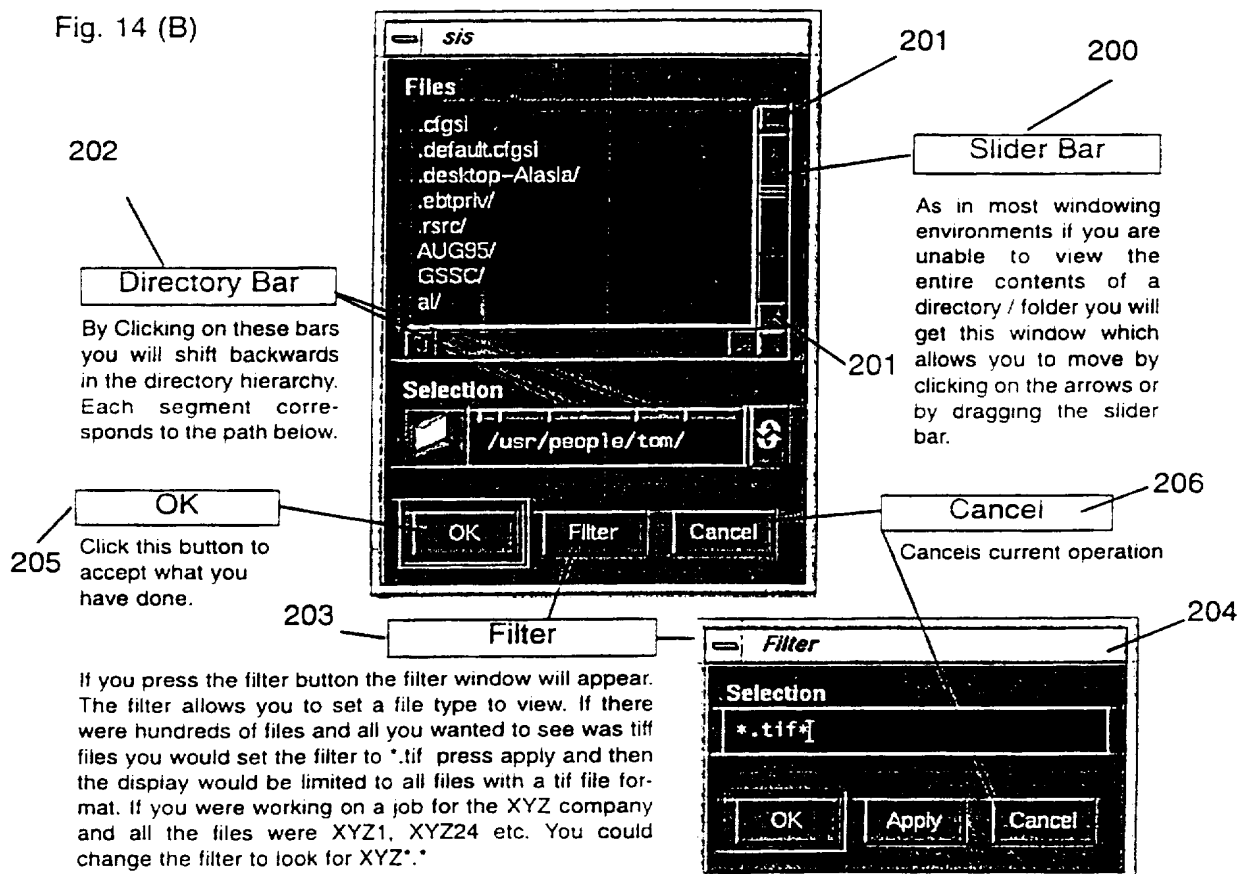 Fig. 14 (B)
sis
201
200
Files
.cfgsi
.default.cfgsi
.desktop-Alasla/
.ebtpriv/
.rsrc/
AUG95/
GSSC/
al/
202
Directory Bar
By Clicking on these bars
you will shift backwards
in the directory hierarchy.
Each segment corre-
sponds to the path below.
Slider Bar
As in most windowing
environments if you are
unable to view the
entire contents of a
directory / folder you will
get this window which
allows you to move by
clicking on the arrows or
by dragging the slider
bar.
201
Selection
/usr/people/tom/
OK
Filter
Cancel
205
OK
Click this button to
accept what you
have done.
206
Cancel
Cancels current operation
203
Filter
If you press the filter button the filter window will appear.
The filter allows you to set a file type to view. If there
were hundreds of files and all you wanted to see was tiff
files you would set the filter to *.tif press apply and then
the display would be limited to all files with a tif file for-
mat. If you were working on a job for the XYZ company
and all the files were XYZ1, XYZ24 etc. You could
change the filter to look for XYZ*.*
204
Filter
Selection
*.tif*
OK
Apply
Cancel